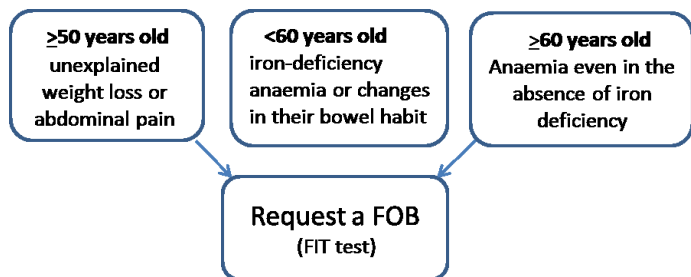 ≥50 years old
unexplained
weight loss or
abdominal pain
<60 years old
iron-deficiency
anaemia or changes
in their bowel habit
≥60 years old
Anaemia even in the
absence of iron
deficiency
Request a FOB
(FIT test)